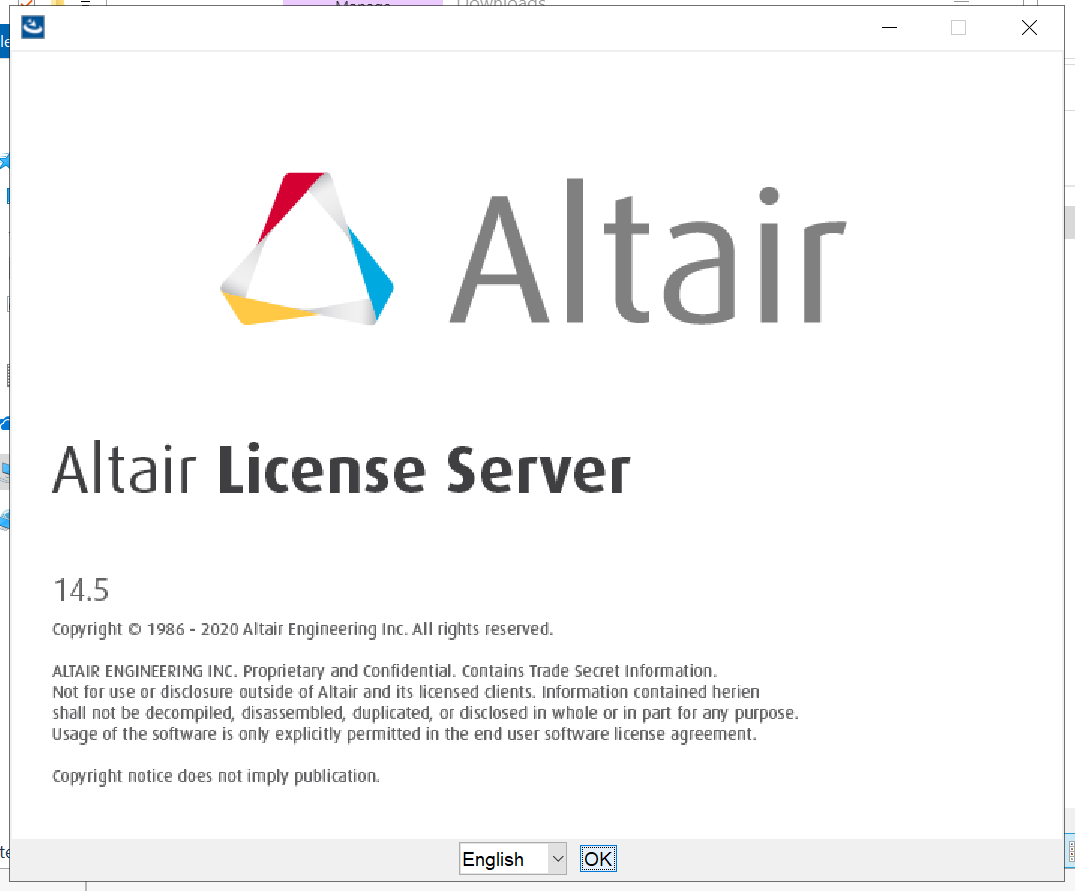 Downloads
Altair
Altair License Server
14.5
Copyright © 1986 - 2020 Altair Engineering Inc. All rights reserved.
ALTAIR ENGINEERING INC. Proprietary and Confidential. Contains Trade Secret Information.
Not for use or disclosure outside of Altair and its licensed clients. Information contained herien
shall not be decompiled, disassembled, duplicated, or disclosed in whole or in part for any purpose.
Usage of the software is only explicitly permitted in the end user software license agreement.
Copyright notice does not imply publication.
English OK